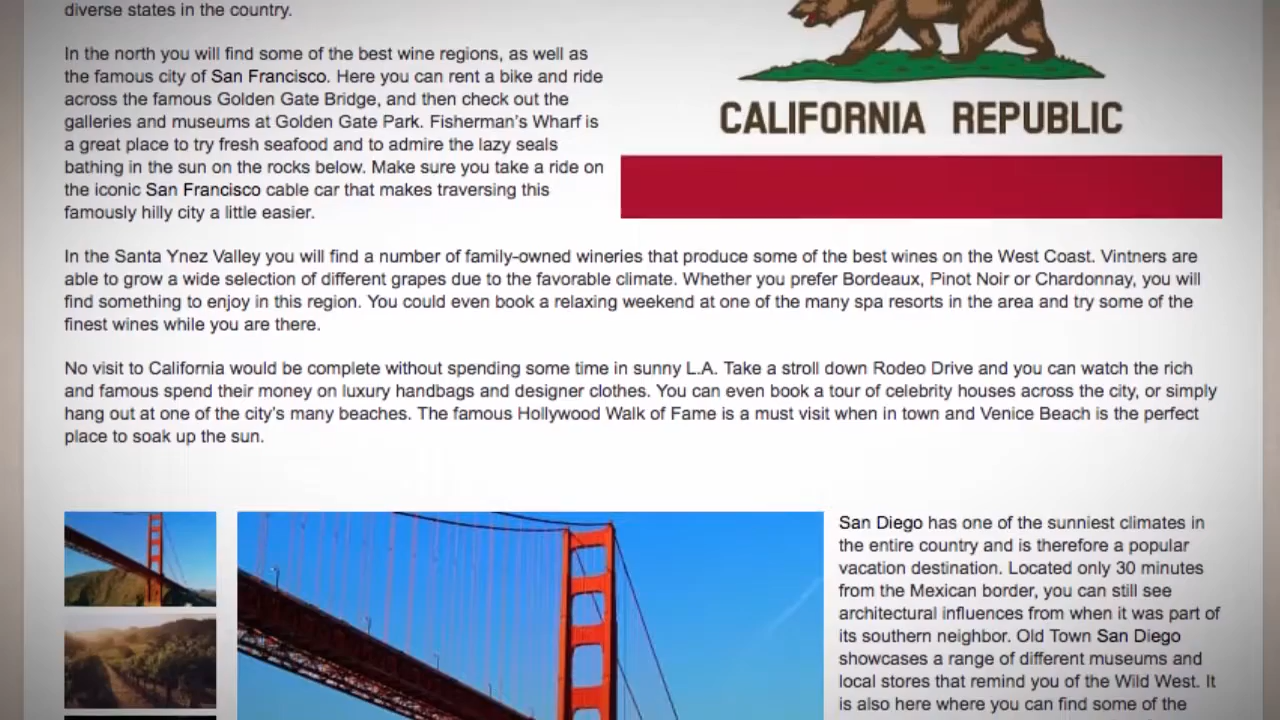 diverse states in the country.
In the north you will find some of the best wine regions, as well as
the famous city of San Francisco. Here you can rent a bike and ride
across the famous Golden Gate Bridge, and then check out the
galleries and museums at Golden Gate Park. Fisherman's Wharf is
a great place to try fresh seafood and to admire the lazy seals
bathing in the sun on the rocks below. Make sure you take a ride on
the iconic San Francisco cable car that makes traversing this
famously hilly city a little easier.
CALIFORNIA REPUBLIC
In the Santa Ynez Valley you will find a number of family-owned wineries that produce some of the best wines on the West Coast. Vintners are
able to grow a wide selection of different grapes due to the favorable climate. Whether you prefer Bordeaux, Pinot Noir or Chardonnay, you will
find something to enjoy in this region. You could even book a relaxing weekend at one of the many spa resorts in the area and try some of the
finest wines while you are there.
No visit to California would be complete without spending some time in sunny L.A. Take a stroll down Rodeo Drive and you can watch the rich
and famous spend their money on luxury handbags and designer clothes. You can even book a tour of celebrity houses across the city, or simply
hang out at one of the city's many beaches. The famous Hollywood Walk of Fame is a must visit when in town and Venice Beach is the perfect
place to soak up the sun.
San Diego has one of the sunniest climates in
the entire country and is therefore a popular
vacation destination. Located only 30 minutes
from the Mexican border, you can still see
architectural influences from when it was part of
its southern neighbor. Old Town San Diego
showcases a range of different museums and
local stores that remind you of the Wild West. It
is also here where you can find some of the